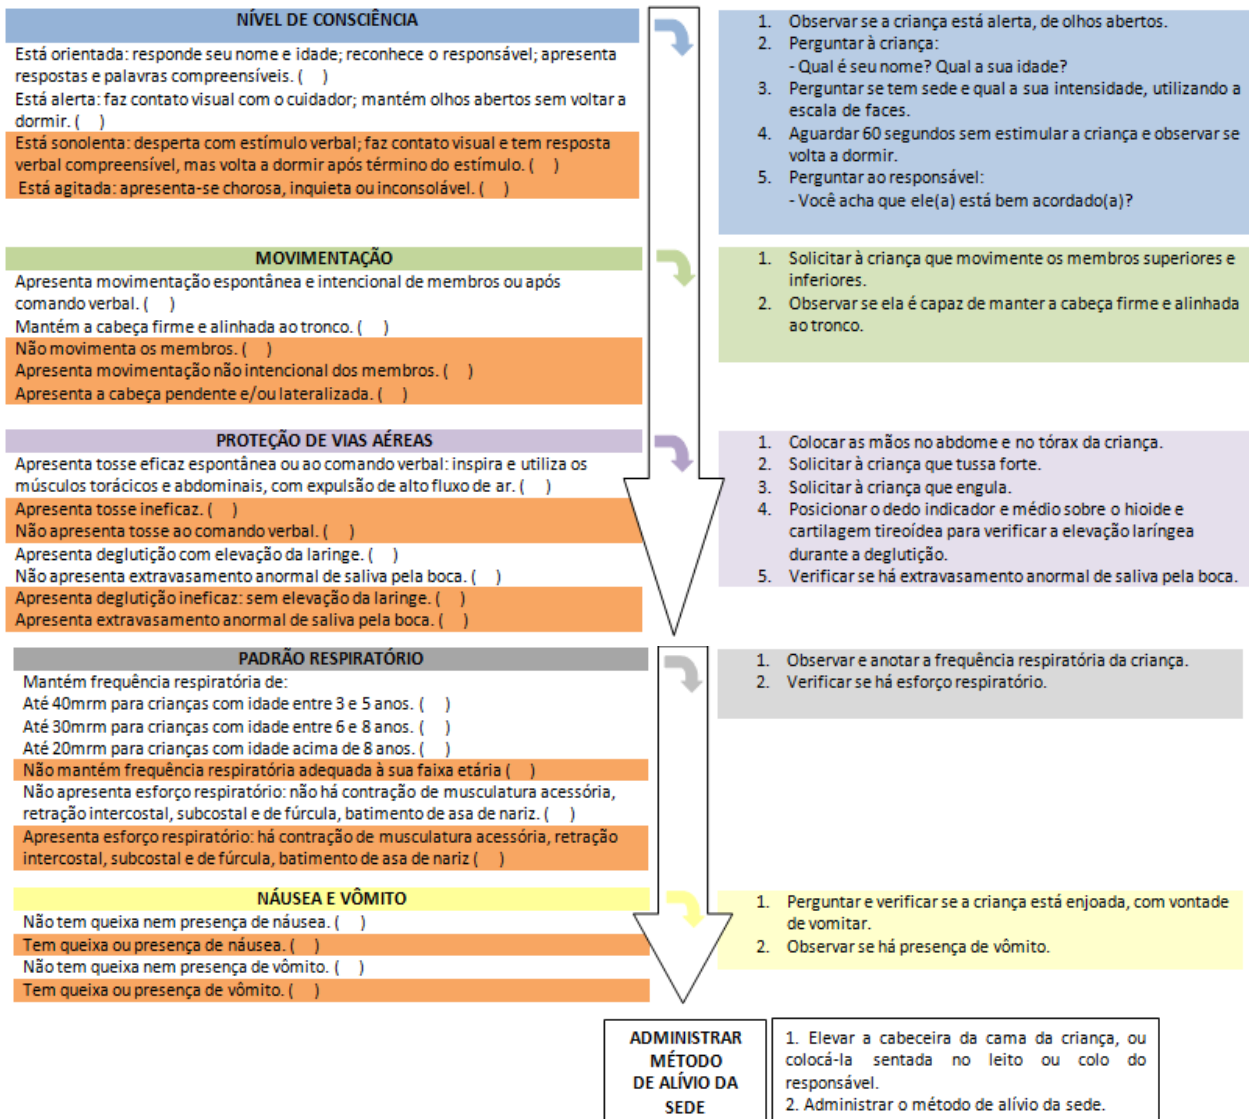 NÍVEL DE CONSCIÊNCIA
Está orientada: responde seu nome e idade; reconhece o responsável; apresenta
respostas e palavras compreensíveis. (    )
Está alerta: faz contato visual com o cuidador; mantém olhos abertos sem voltar a
dormir. (    )
Está sonolenta: desperta com estímulo verbal; faz contato visual e tem resposta
verbal compreensível, mas volta a dormir após término do estímulo. (    )
Está agitada: apresenta-se chorosa, inquieta ou inconsolável. (    )
1. Observar se a criança está alerta, de olhos abertos.
2. Perguntar à criança:
- Qual é seu nome? Qual a sua idade?
3. Perguntar se tem sede e qual a sua intensidade, utilizando a
escala de faces.
4. Aguardar 60 segundos sem estimular a criança e observar se
volta a dormir.
5. Perguntar ao responsável:
- Você acha que ele(a) está bem acordado(a)?
MOVIMENTAÇÃO
Apresenta movimentação espontânea e intencional de membros ou após
comando verbal. (    )
Mantém a cabeça firme e alinhada ao tronco. (    )
Não movimenta os membros. (    )
Apresenta movimentação não intencional dos membros. (    )
Apresenta a cabeça pendente e/ou lateralizada. (    )
1. Solicitar à criança que movimente os membros superiores e
inferiores.
2. Observar se ela é capaz de manter a cabeça firme e alinhada
ao tronco.
PROTEÇÃO DE VIAS AÉREAS
Apresenta tosse eficaz espontânea ou ao comando verbal: inspira e utiliza os
músculos torácicos e abdominais, com expulsão de alto fluxo de ar. (    )
Apresenta tosse ineficaz. (    )
Não apresenta tosse ao comando verbal. (    )
Apresenta deglutição com elevação da laringe. (    )
Não apresenta extravasamento anormal de saliva pela boca. (    )
Apresenta deglutição ineficaz: sem elevação da laringe. (    )
Apresenta extravasamento anormal de saliva pela boca. (    )
1. Colocar as mãos no abdome e no tórax da criança.
2. Solicitar à criança que tussa forte.
3. Solicitar à criança que engula.
4. Posicionar o dedo indicador e médio sobre o hioide e
cartilagem tireoídea para verificar a elevação laríngea
durante a deglutição.
5. Verificar se há extravasamento anormal de saliva pela boca.
PADRÃO RESPIRATÓRIO
Mantém frequência respiratória de:
Até 40mrm para crianças com idade entre 3 e 5 anos. (    )
Até 30mrm para crianças com idade entre 6 e 8 anos. (    )
Até 20mrm para crianças com idade acima de 8 anos. (    )
Não mantém frequência respiratória adequada à sua faixa etária (    )
Não apresenta esforço respiratório: não há contração de musculatura acessória,
retração intercostal, subcostal e de fúrcula, batimento de asa de nariz. (    )
Apresenta esforço respiratório: há contração de musculatura acessória, retração
intercostal, subcostal e de fúrcula, batimento de asa de nariz (    )
1. Observar e anotar a frequência respiratória da criança.
2. Verificar se há esforço respiratório.
NÁUSEA E VÔMITO
Não tem queixa nem presença de náusea. (    )
Tem queixa ou presença de náusea. (    )
Não tem queixa nem presença de vômito. (    )
Tem queixa ou presença de vômito. (    )
1. Perguntar e verificar se a criança está enjoada, com vontade
de vomitar.
2. Observar se há presença de vômito.
ADMINISTRAR
MÉTODO
DE ALÍVIO DA
SEDE
1. Elevar a cabeceira da cama da criança, ou
colocá-la sentada no leito ou colo do
responsável.
2. Administrar o método de alívio da sede.